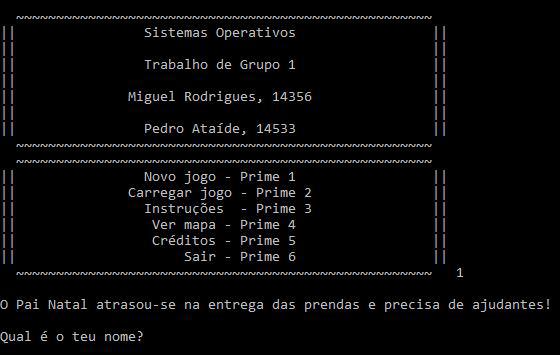 Sistemas Operativos
Trabalho de Grupo 1
Miguel Rodrigues, 14356
Pedro Ataíde, 14533
Novo jogo - Prime 1
Carregar jogo - Prime 2
Instruções - Prime 3
Ver mapa - Prime 4
Créditos - Prime 5
Sair - Prime 6
1
O Pai Natal atrasou-se na entrega das prendas e precisa de ajudantes!
Qual é o teu nome?